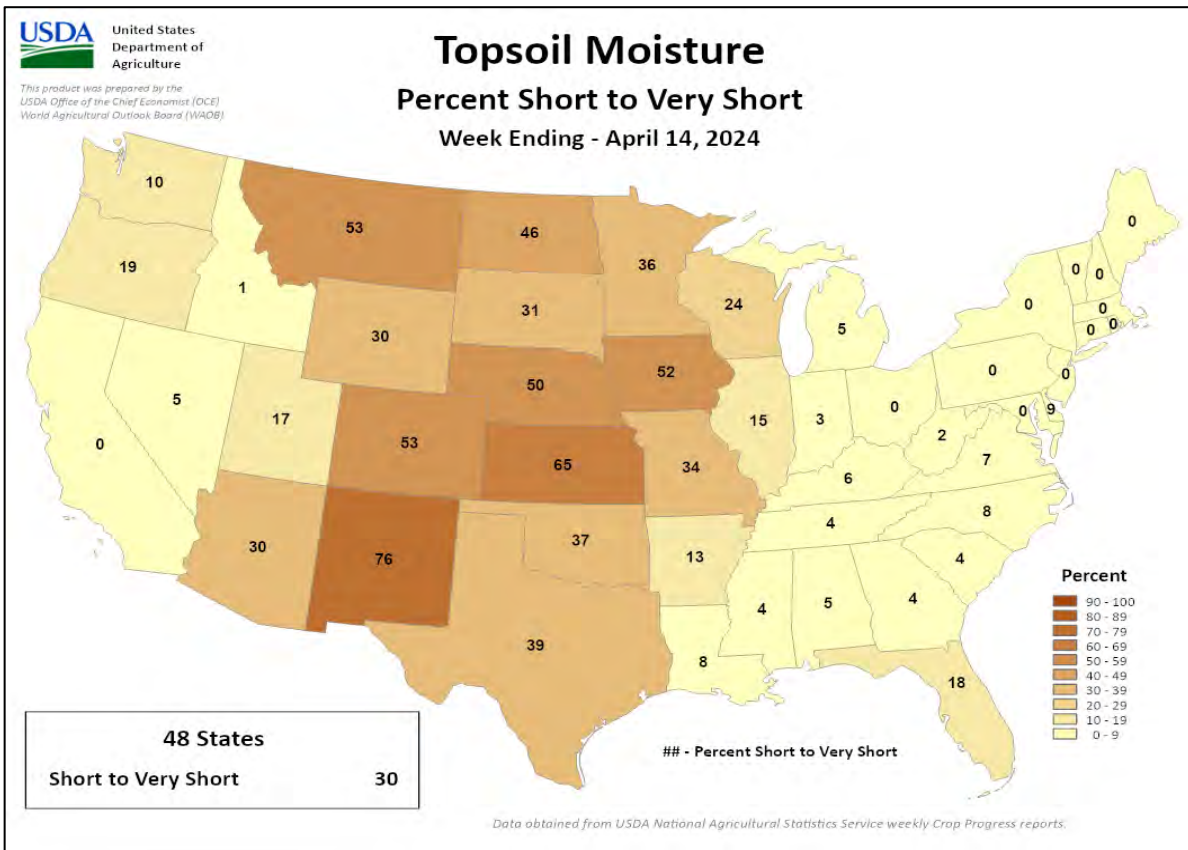 USDA
United States
Department of
Agriculture
This product was prepared by the
USDA Office of the Chief Economist (OCE)
World Agricultural Outlook Board (WAOB)
Topsoil Moisture
Percent Short to Very Short
Week Ending - April 14, 2024
10
53
46
36
19
1
31
24
0
0
0
0
0
0
0
30
5
50
52
5
17
0
53
65
34
15
3
0
0
0
9
0
2
7
6
30
76
37
13
4
8
4
39
4
5
4
8
18
Percent
90 - 100
80 - 89
70 - 79
60 - 69
50 - 59
40 - 49
30 - 39
20 - 29
10 - 19
0 - 9
48 States
Short to Very Short 30
## - Percent Short to Very Short
Data obtained from USDA National Agricultural Statistics Service weekly Crop Progress reports.